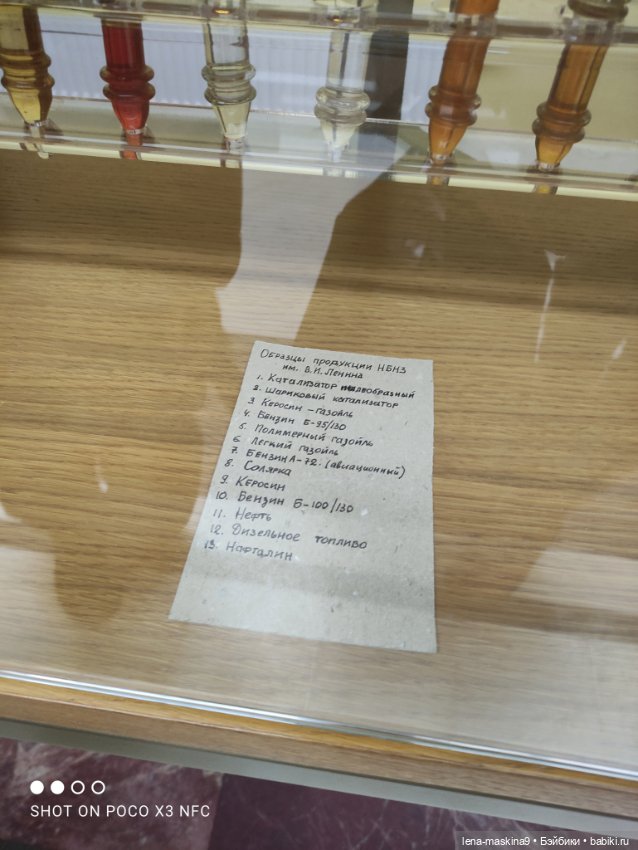 Образцы продукции НБНЗ
им. В.И. Ленина
1. Катализатор пылеобразный
2. Шариковый катализатор
3. Керосин - газойль
4. Бензин Б-95/130
5. Полимерный газойль
6. Легкий газойль
7. Бензин А-72. (авиационный)
8. Солярка
9. Керосин
10. Бензин Б-100/130
11. Нефть
12. Дизельное топливо
13. Нафталин
SHOT ON POCO X3 NFC
lena-maskina9 • Бэйбики • babiki.ru